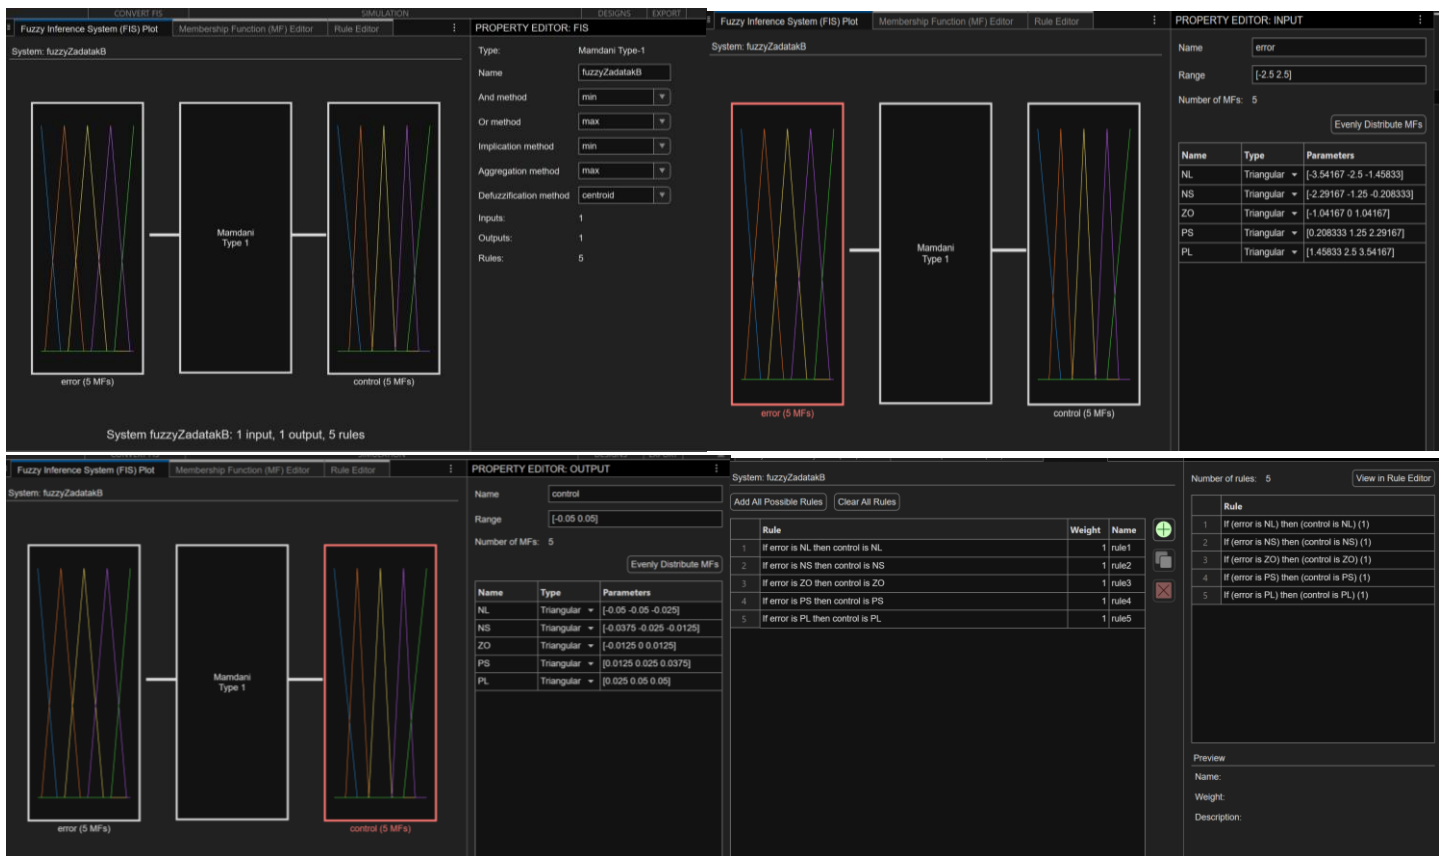 CONVERT FIS SIMULATION DESIGNS EXPORT
Fuzzy Inference System (FIS) Plot Membership Function (MF) Editor Rule Editor
System: fuzzyZadatakB
Mamdani
Type 1
error (5 MFs)
control (5 MFs)
System fuzzyZadatakB: 1 input, 1 output, 5 rules
PROPERTY EDITOR: FIS
Type: Mamdani Type-1
Name fuzzyZadatakB
And method min
Or method max
Implication method min
Aggregation method max
Defuzzification method centroid
Inputs: 1
Outputs: 1
Rules: 5
Fuzzy Inference System (FIS) Plot Membership Function (MF) Editor Rule Editor
System: fuzzyZadatakB
Mamdani
Type 1
error (5 MFs)
control (5 MFs)
PROPERTY EDITOR: INPUT
Name error
Range [-2.5 2.5]
Number of MFs: 5
Evenly Distribute MFs
Name Type Parameters
NL Triangular [-3.54167 -2.5 -1.45833]
NS Triangular [-2.29167 -1.25 -0.208333]
ZO Triangular [-1.04167 0 1.04167]
PS Triangular [0.208333 1.25 2.29167]
PL Triangular [1.45833 2.5 3.54167]
Fuzzy Inference System (FIS) Plot Membership Function (MF) Editor Rule Editor
System: fuzzyZadatakB
Mamdani
Type 1
error (5 MFs)
control (5 MFs)
PROPERTY EDITOR: OUTPUT
Name control
Range [-0.05 0.05]
Number of MFs: 5
Evenly Distribute MFs
Name Type Parameters
NL Triangular [-0.05 -0.05 -0.025]
NS Triangular [-0.0375 -0.025 -0.0125]
ZO Triangular [-0.0125 0 0.0125]
PS Triangular [0.0125 0.025 0.0375]
PL Triangular [0.025 0.05 0.05]
System: fuzzyZadatakB
Add All Possible Rules Clear All Rules
Rule Weight Name
1 If error is NL then control is NL 1 rule1
2 If error is NS then control is NS 1 rule2
3 If error is ZO then control is ZO 1 rule3
4 If error is PS then control is PS 1 rule4
5 If error is PL then control is PL 1 rule5
Number of rules: 5 View in Rule Editor
Rule
1 If (error is NL) then (control is NL) (1)
2 If (error is NS) then (control is NS) (1)
3 If (error is ZO) then (control is ZO) (1)
4 If (error is PS) then (control is PS) (1)
5 If (error is PL) then (control is PL) (1)
Preview
Name:
Weight:
Description: